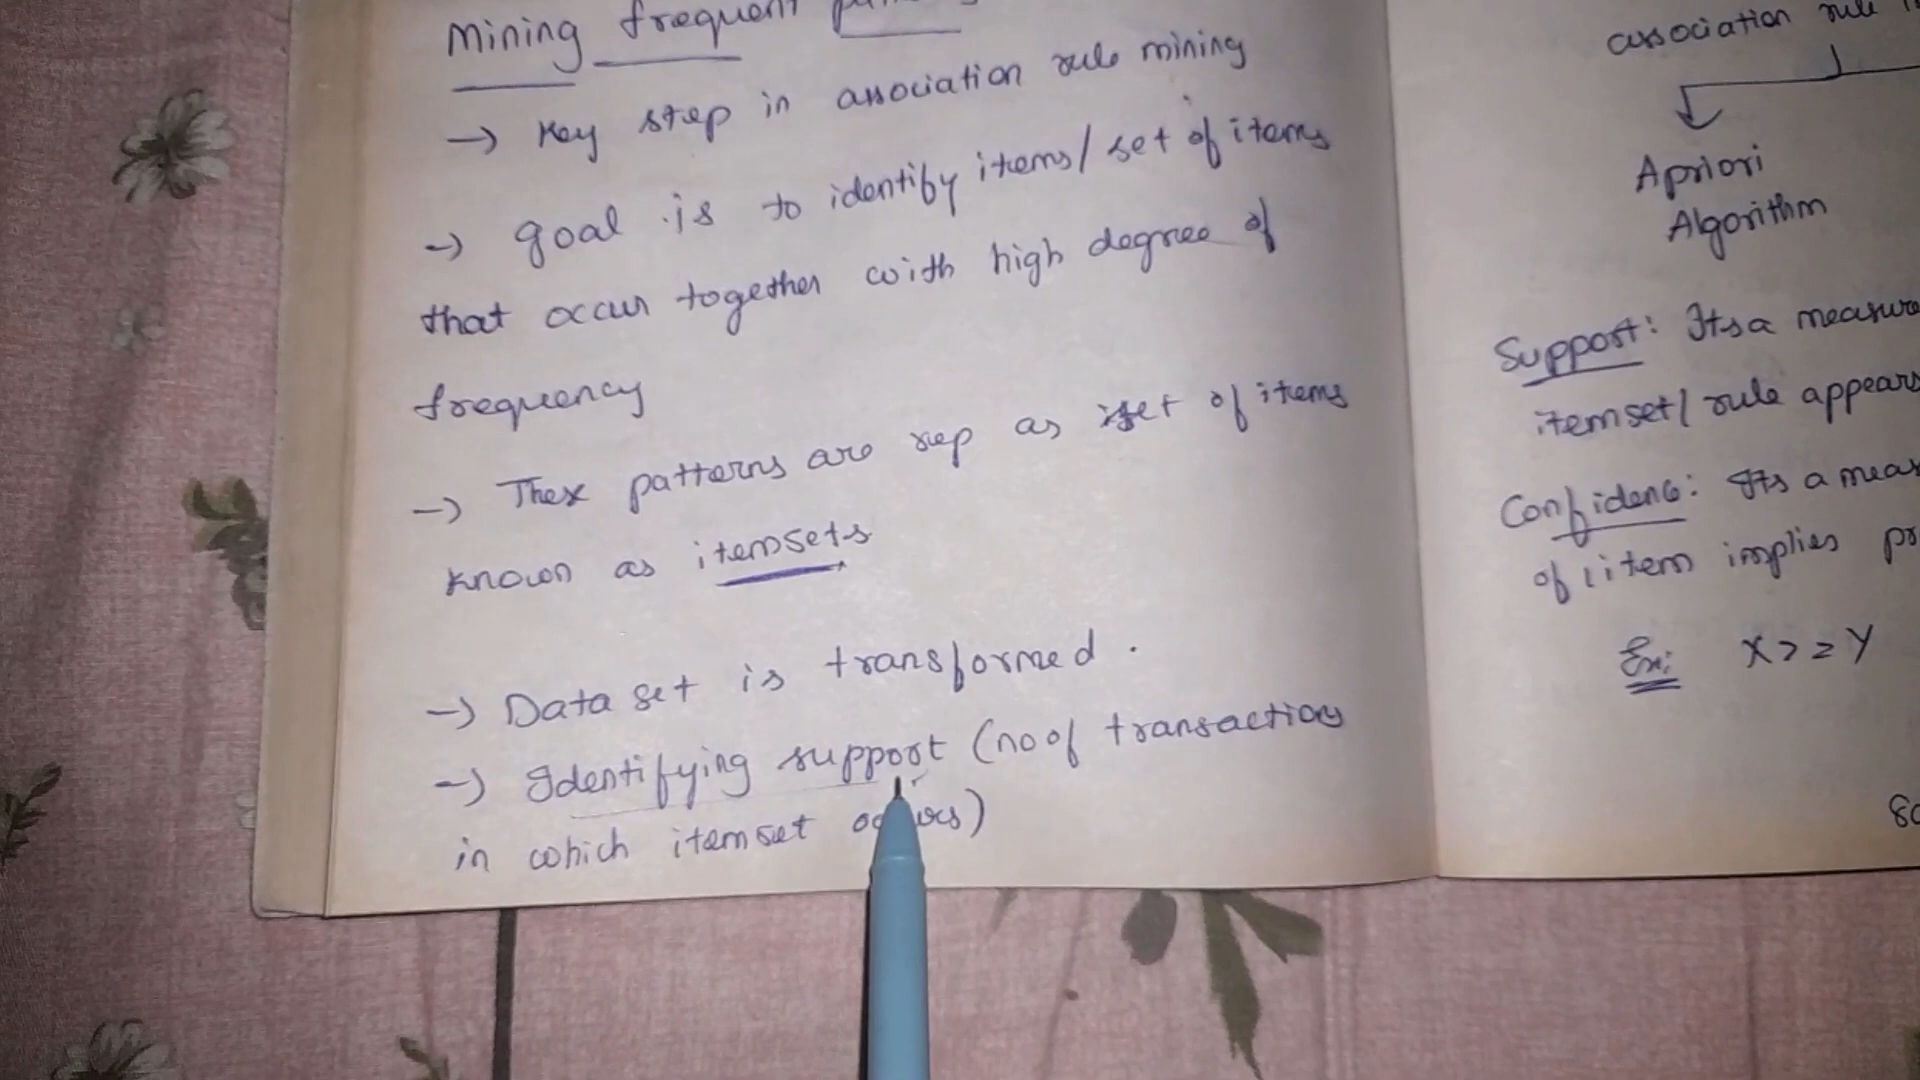 Mining frequent
→ Key step in association rule mining
→ goal is to identify items/ set of items
that occur together with high degree of
frequency
→ These patterns are rep as set of items
known as itemsets
→ Data set is transformed.
→ Identifying support (no of transactions
in which itemset occurs)
association rule
Apriori
Algorithm
Support: Its a measure
itemset/ rule appears
Confidence: Its a
of 1 item implies
Ex: X >= Y